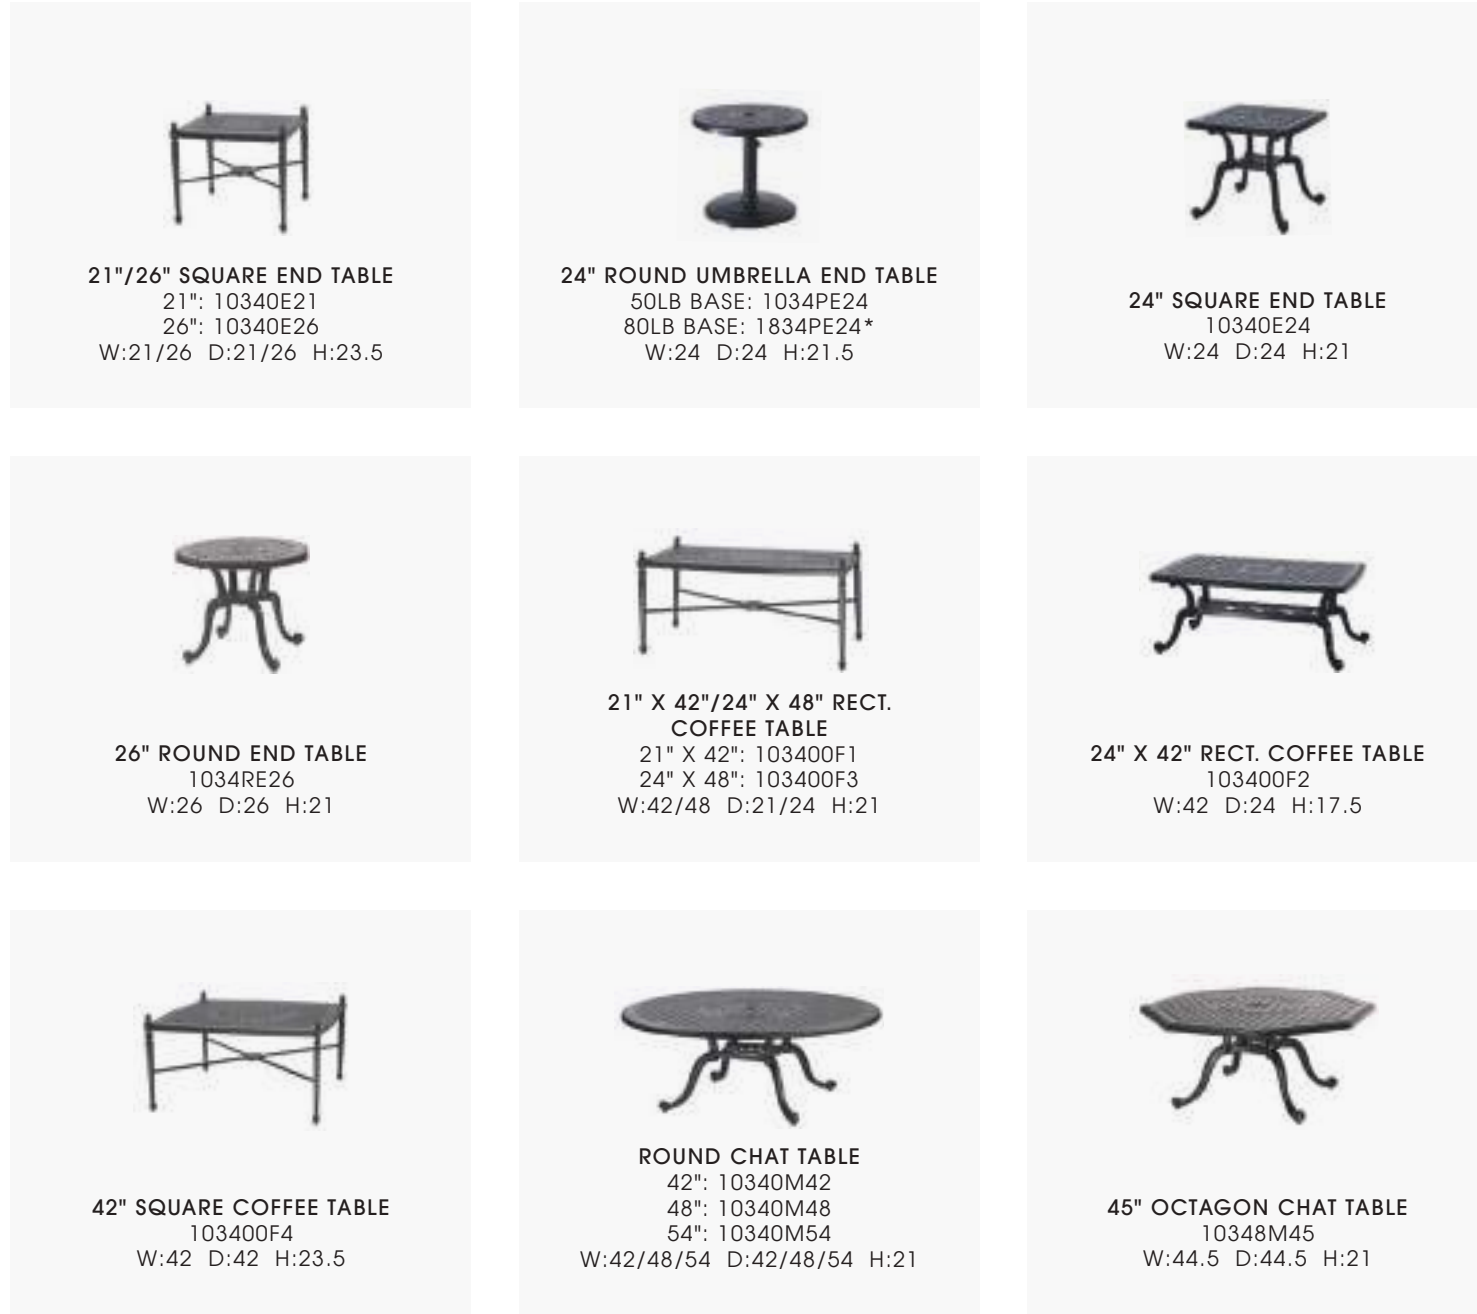 21"/26" SQUARE END TABLE
21": 10340E21
26": 10340E26
W:21/26 D:21/26 H:23.5
24" ROUND UMBRELLA END TABLE
50LB BASE: 1034PE24
80LB BASE: 1834PE24*
W:24 D:24 H:21.5
24" SQUARE END TABLE
10340E24
W:24 D:24 H:21
26" ROUND END TABLE
1034RE26
W:26 D:26 H:21
21" X 42"/24" X 48" RECT.
COFFEE TABLE
21" X 42": 103400F1
24" X 48": 103400F3
W:42/48 D:21/24 H:21
24" X 42" RECT. COFFEE TABLE
103400F2
W:42 D:24 H:17.5
42" SQUARE COFFEE TABLE
103400F4
W:42 D:42 H:23.5
ROUND CHAT TABLE
42": 10340M42
48": 10340M48
54": 10340M54
W:42/48/54 D:42/48/54 H:21
45" OCTAGON CHAT TABLE
10348M45
W:44.5 D:44.5 H:21